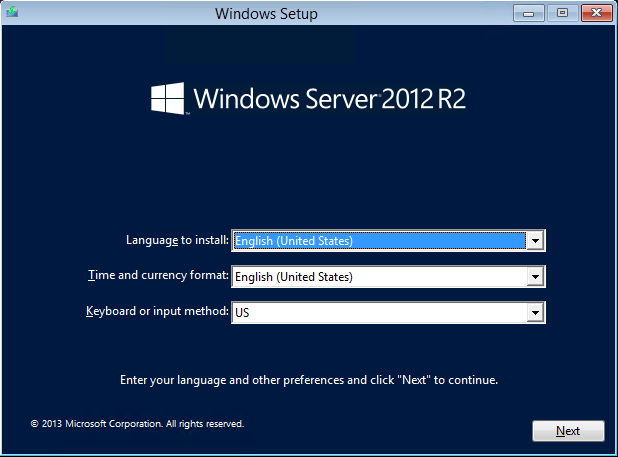 Windows Setup
Windows Server 2012 R2
Language to install: English (United States)
Time and currency format: English (United States)
Keyboard or input method: US
Enter your language and other preferences and click "Next" to continue.
© 2013 Microsoft Corporation. All rights reserved.
Next